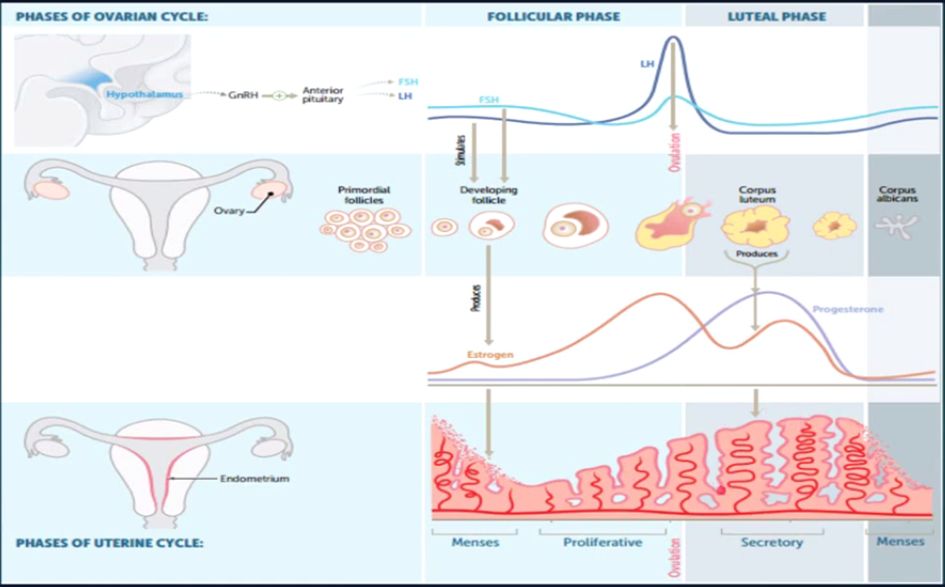 PHASES OF OVARIAN CYCLE:
FOLLICULAR PHASE
LUTEAL PHASE
Hypothalamus
GnRH
+
Anterior
pituitary
FSH
LH
LH
FSH
Stimulates
Ovulation
Ovary
Primordial
follicles
Developing
follicle
Corpus
luteum
Corpus
albicans
Produces
Produces
Estrogen
Progesterone
Endometrium
PHASES OF UTERINE CYCLE:
Menses
Proliferative
Ovulation
Secretory
Menses